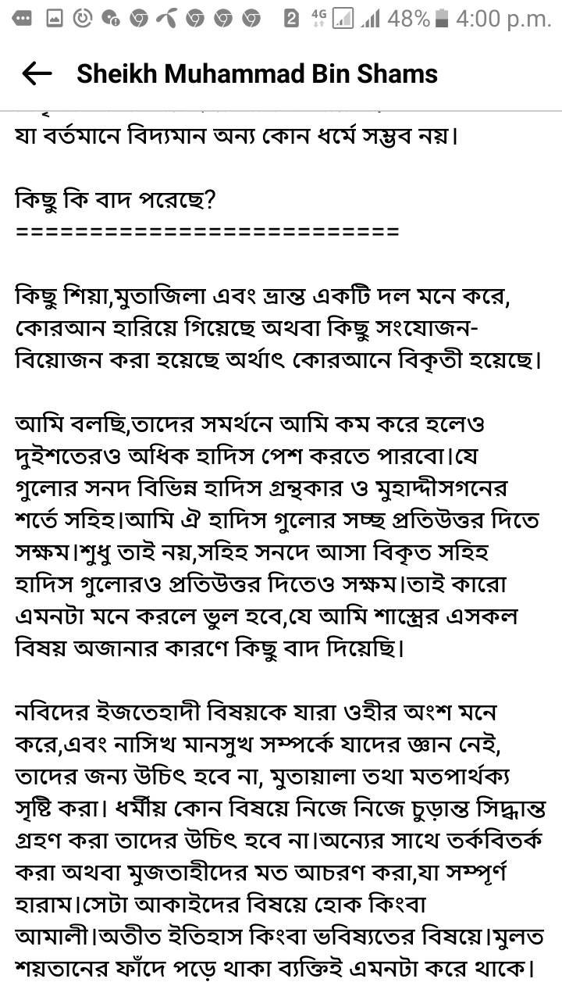 4G 2 48% 4:00 p.m.
Sheikh Muhammad Bin Shams
যা বর্তমানে বিদ্যমান অন্য কোন ধর্মে সম্ভব নয়।
কিছু কি বাদ পরেছে?
==========================
কিছু শিয়া,মুতাজিলা এবং ভ্রান্ত একটি দল মনে করে,
কোরআন হারিয়ে গিয়েছে অথবা কিছু সংযোজন-
বিয়োজন করা হয়েছে অর্থাৎ কোরআনে বিকৃতী হয়েছে।
আমি বলছি,তাদের সমর্থনে আমি কম করে হলেও
দুইশতেরও অধিক হাদিস পেশ করতে পারবো।যে
গুলোর সনদ বিভিন্ন হাদিস গ্রন্থকার ও মুহাদ্দীসগনের
শর্তে সহিহ।আমি ঐ হাদিস গুলোর সচ্ছ প্রতিউত্তর দিতে
সক্ষম।শুধু তাই নয়,সহিহ সনদে আসা বিকৃত সহিহ
হাদিস গুলোরও প্রতিউত্তর দিতেও সক্ষম।তাই কারো
এমনটা মনে করলে ভুল হবে,যে আমি শাস্ত্রের এসকল
বিষয় অজানার কারণে কিছু বাদ দিয়েছি।
নবিদের ইজতেহাদী বিষয়কে যারা ওহীর অংশ মনে
করে,এবং নাসিখ মানসুখ সম্পর্কে যাদের জ্ঞান নেই,
তাদের জন্য উচিৎ হবে না, মুতায়ালা তথা মতপার্থক্য
সৃষ্টি করা। ধর্মীয় কোন বিষয়ে নিজে নিজে চুড়ান্ত সিদ্ধান্ত
গ্রহণ করা তাদের উচিৎ হবে না।অন্যের সাথে তর্কবিতর্ক
করা অথবা মুজতাহীদের মত আচরণ করা,যা সম্পূর্ণ
হারাম।সেটা আকাইদের বিষয়ে হোক কিংবা
আমালী।অতীত ইতিহাস কিংবা ভবিষ্যতের বিষয়ে।মুলত
শয়তানের ফাঁদে পড়ে থাকা ব্যক্তিই এমনটা করে থাকে।